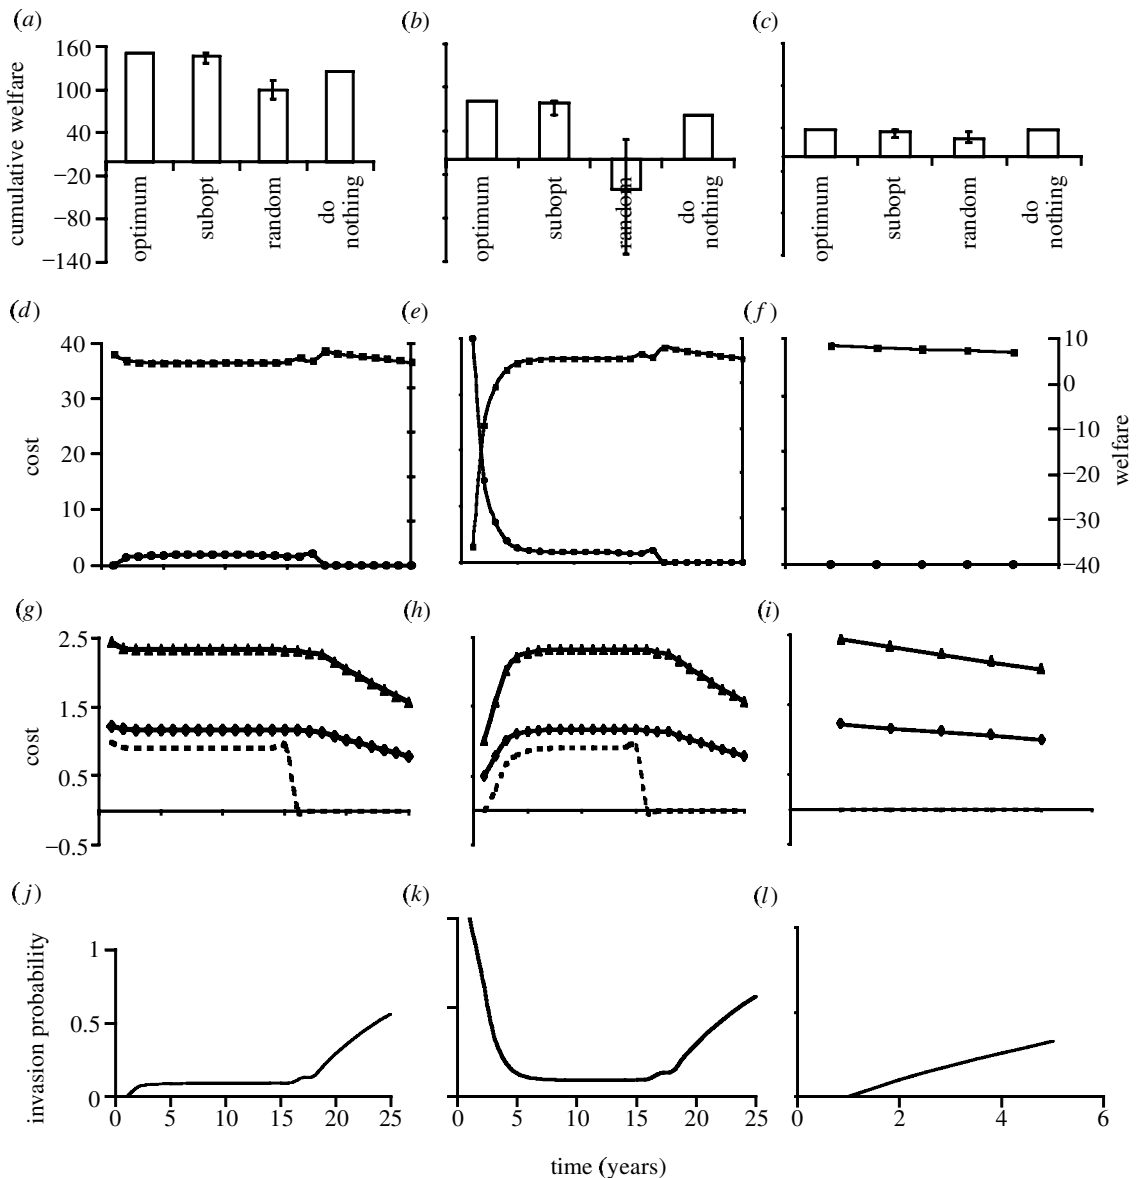 (a)
(b)
(c)
cumulative welfare
160
100
40
−20
−80
−140
optimum
subopt
random
do
nothing
optimum
subopt
random
do
nothing
optimum
subopt
random
do
nothing
(d)
(e)
(f)
cost
40
30
20
10
0
10
0
−10
−20
−30
−40
welfare
(g)
(h)
(i)
cost
2.5
1.5
0.5
−0.5
(j)
(k)
(l)
invasion probability
1
0.5
0
0 5 10 15 20 25
0 5 10 15 20 25
0 2 4 6
time (years)